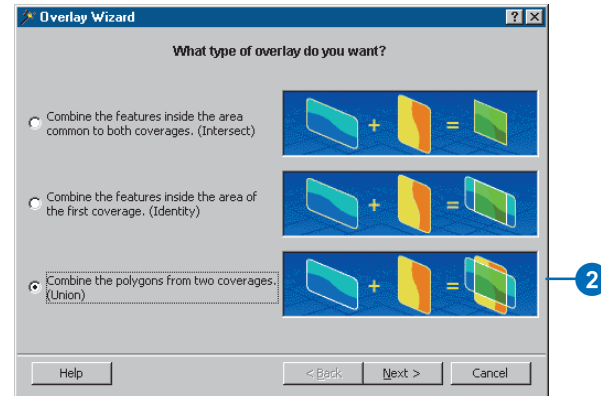 Overlay Wizard
What type of overlay do you want?
Combine the features inside the area
common to both coverages. (Intersect)
+ =
Combine the features inside the area of
the first coverage. (Identity)
+ =
Combine the polygons from two coverages.
(Union)
+ =
2
Help
< Back
Next >
Cancel